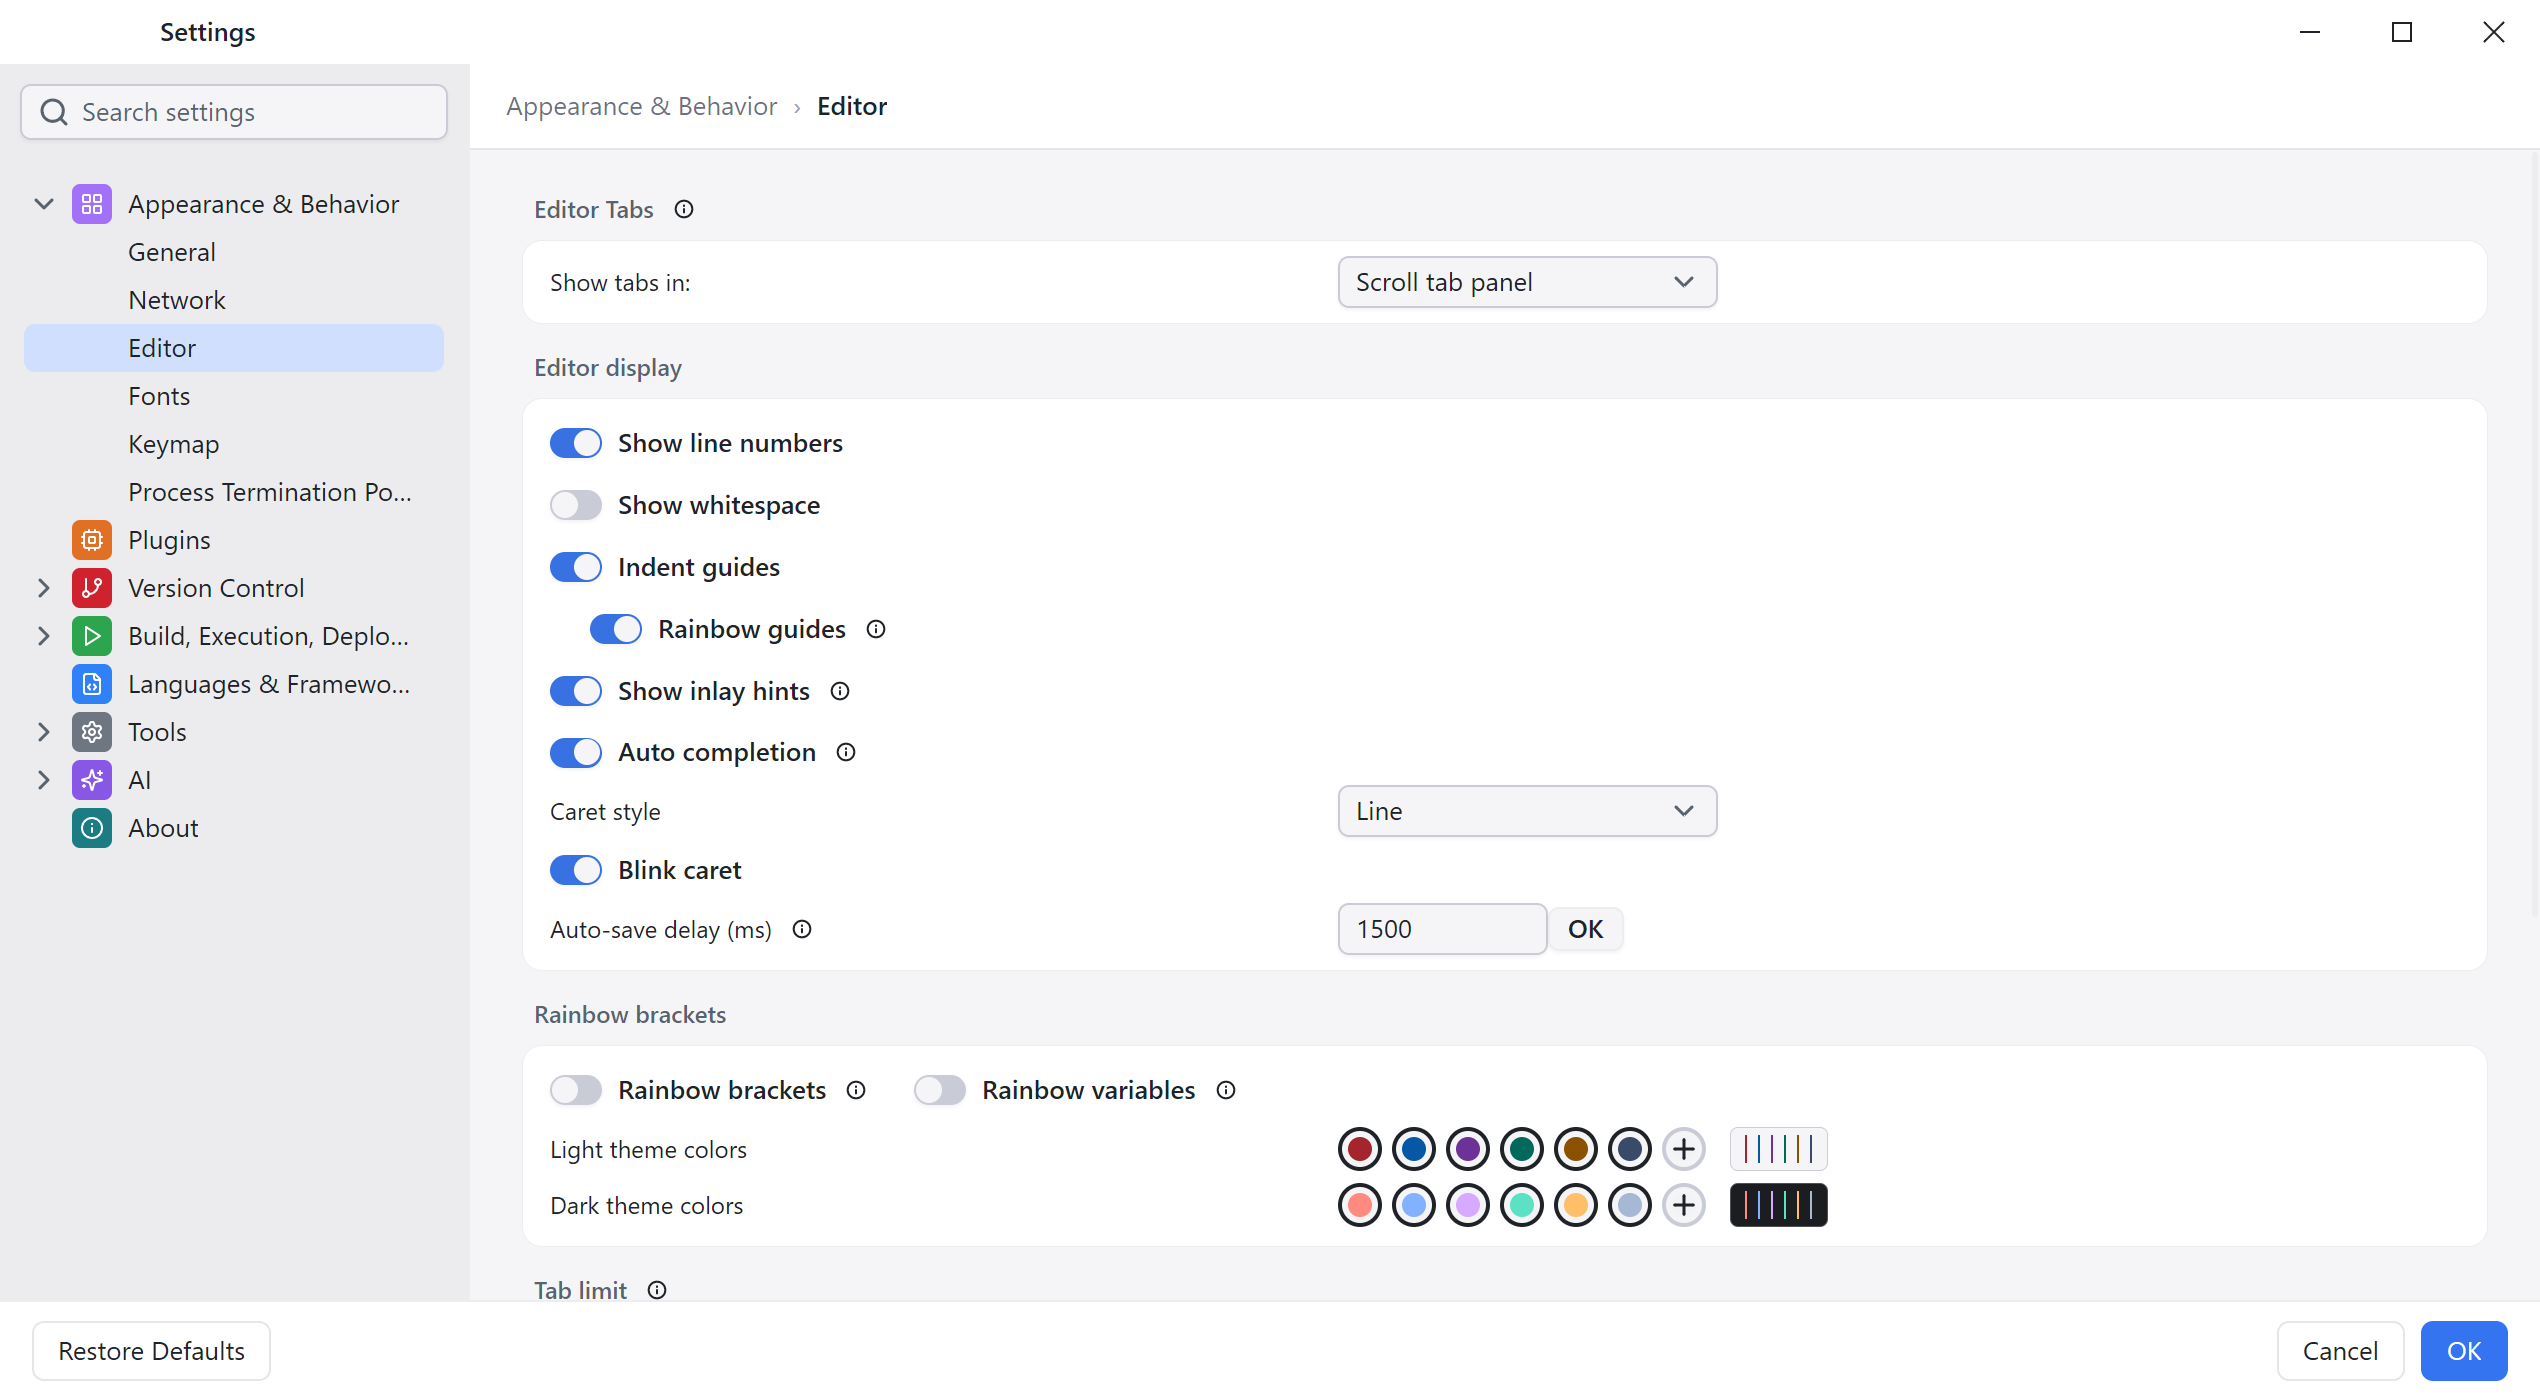 Settings
Search settings
Appearance & Behavior
General
Network
Editor
Fonts
Keymap
Process Termination Po...
Plugins
Version Control
Build, Execution, Deplo...
Languages & Framewo...
Tools
AI
About
Appearance & Behavior › Editor
Editor Tabs
Show tabs in: Scroll tab panel
Editor display
Show line numbers
Show whitespace
Indent guides
Rainbow guides
Show inlay hints
Auto completion
Caret style Line
Blink caret
Auto-save delay (ms) 1500 OK
Rainbow brackets
Rainbow brackets Rainbow variables
Light theme colors
Dark theme colors
Tab limit
Restore Defaults
Cancel OK